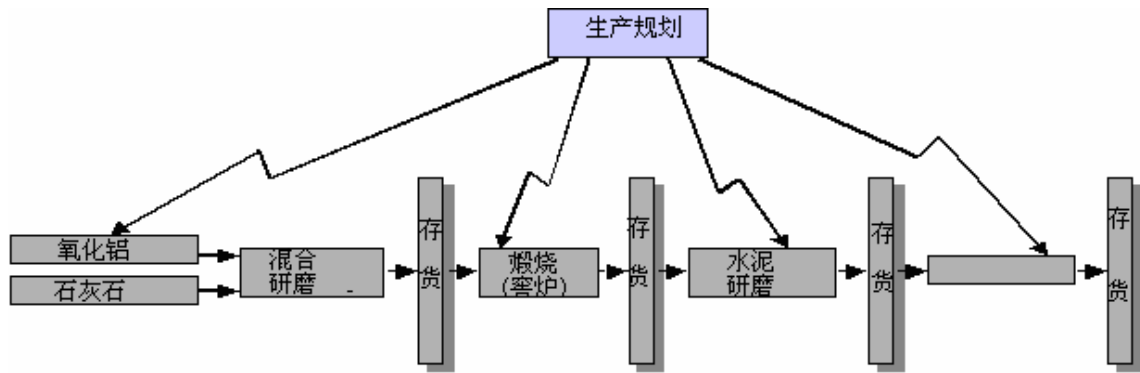 生产规划
氧化铝
石灰石
混合
研磨 -
存
货
煅烧
(窖炉)
存
货
水泥
研磨
存
货
存
货